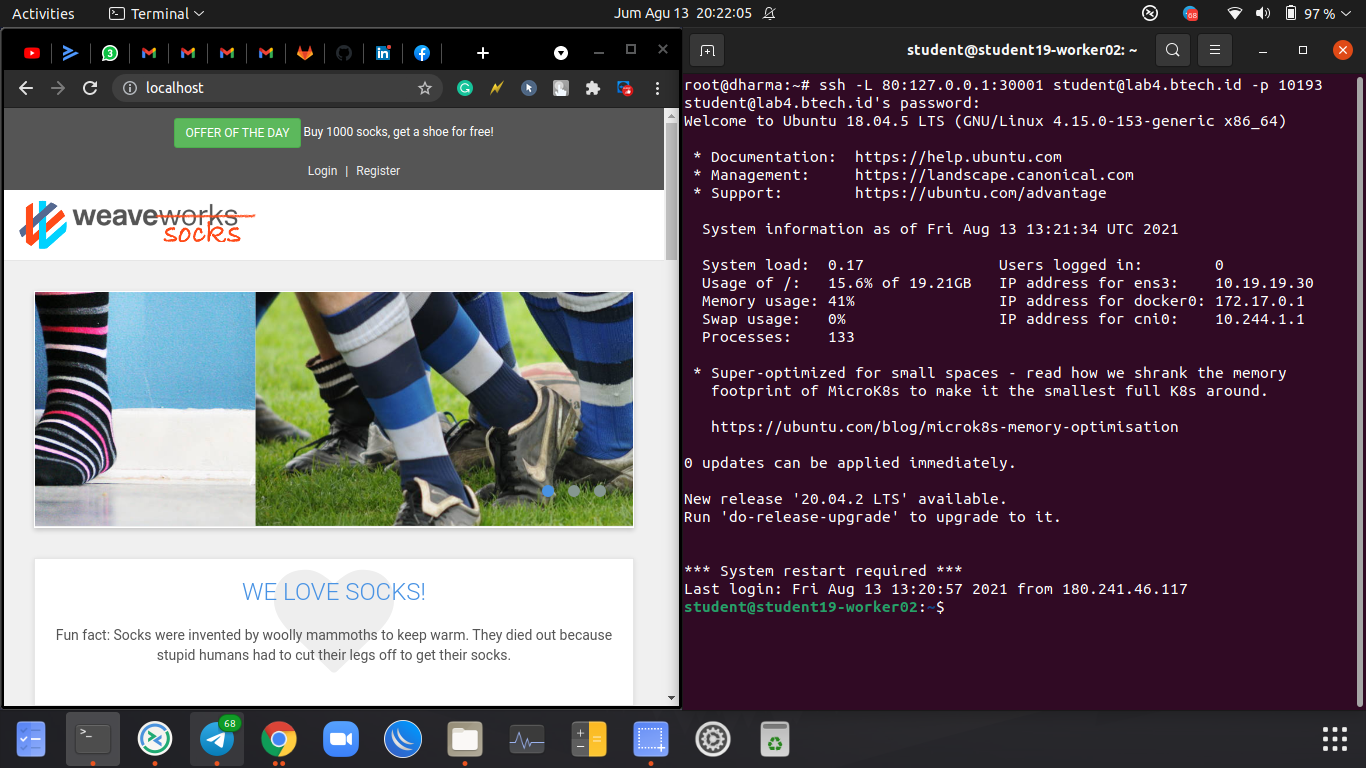 Activities
Terminal
Jum Agu 13 20:22:05
68
97 %
3
localhost
OFFER OF THE DAY Buy 1000 socks, get a shoe for free!
Login | Register
weaveworks
socks
WE LOVE SOCKS!
Fun fact: Socks were invented by woolly mammoths to keep warm. They died out because
stupid humans had to cut their legs off to get their socks.
student@student19-worker02: ~
root@dharma:~# ssh -L 80:127.0.0.1:30001 student@lab4.btech.id -p 10193
student@lab4.btech.id's password:
Welcome to Ubuntu 18.04.5 LTS (GNU/Linux 4.15.0-153-generic x86_64)
* Documentation:  https://help.ubuntu.com
* Management:     https://landscape.canonical.com
* Support:        https://ubuntu.com/advantage
System information as of Fri Aug 13 13:21:34 UTC 2021
System load:  0.17               Users logged in:        0
Usage of /:   15.6% of 19.21GB   IP address for ens3:    10.19.19.30
Memory usage: 41%                IP address for docker0: 172.17.0.1
Swap usage:   0%                 IP address for cni0:    10.244.1.1
Processes:    133
* Super-optimized for small spaces - read how we shrank the memory
footprint of MicroK8s to make it the smallest full K8s around.
https://ubuntu.com/blog/microk8s-memory-optimisation
0 updates can be applied immediately.
New release '20.04.2 LTS' available.
Run 'do-release-upgrade' to upgrade to it.
*** System restart required ***
Last login: Fri Aug 13 13:20:57 2021 from 180.241.46.117
student@student19-worker02:~$
68